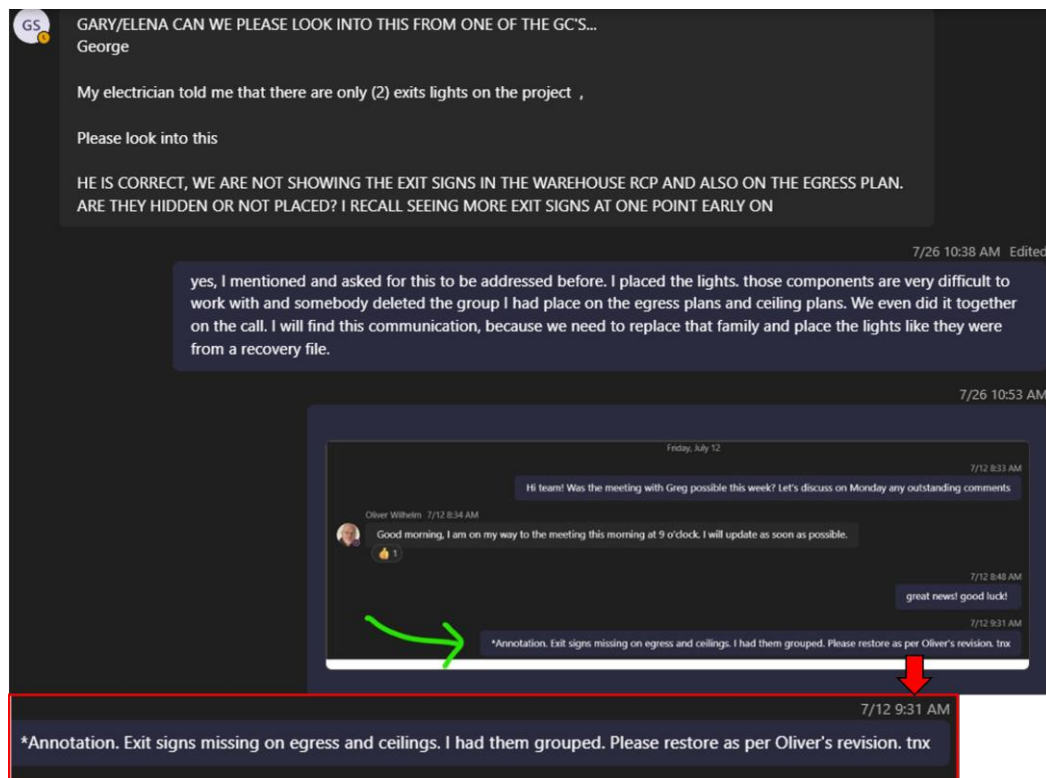 GS
GARY/ELENA CAN WE PLEASE LOOK INTO THIS FROM ONE OF THE GC'S...
George
My electrician told me that there are only (2) exits lights on the project ,
Please look into this
HE IS CORRECT, WE ARE NOT SHOWING THE EXIT SIGNS IN THE WAREHOUSE RCP AND ALSO ON THE EGRESS PLAN.
ARE THEY HIDDEN OR NOT PLACED? I RECALL SEEING MORE EXIT SIGNS AT ONE POINT EARLY ON
7/26 10:38 AM Edited
yes, I mentioned and asked for this to be addressed before. I placed the lights. those components are very difficult to
work with and somebody deleted the group I had place on the egress plans and ceiling plans. We even did it together
on the call. I will find this communication, because we need to replace that family and place the lights like they were
from a recovery file.
7/26 10:53 AM
Friday, July 12
7/12 8:33 AM
Hi team! Was the meeting with Greg possible this week? Let's discuss on Monday any outstanding comments
Oliver Wilhelm 7/12 8:34 AM
Good morning, I am on my way to the meeting this morning at 9 o'clock. I will update as soon as possible.
👍 1
7/12 8:48 AM
great news! good luck!
7/12 9:31 AM
*Annotation. Exit signs missing on egress and ceilings. I had them grouped. Please restore as per Oliver's revision. tnx
7/12 9:31 AM
*Annotation. Exit signs missing on egress and ceilings. I had them grouped. Please restore as per Oliver's revision. tnx